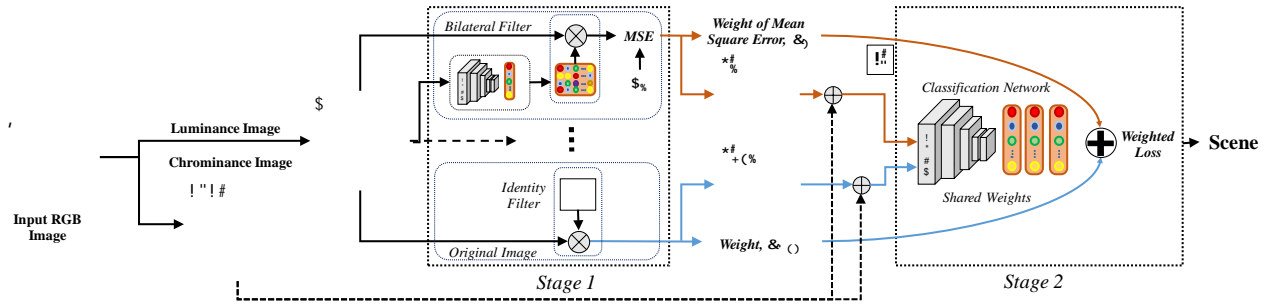 Bilateral Filter
MSE
$%
Weight of Mean
Square Error, &)
*#
%
!#
"
Classification Network
$
'
Luminance Image
Chrominance Image
!"!#
*#
+(%
!
*
#
$
Weighted
Loss
Scene
Input RGB
Image
Identity
Filter
Shared Weights
Original Image
Weight, &, ()
Stage 1
Stage 2